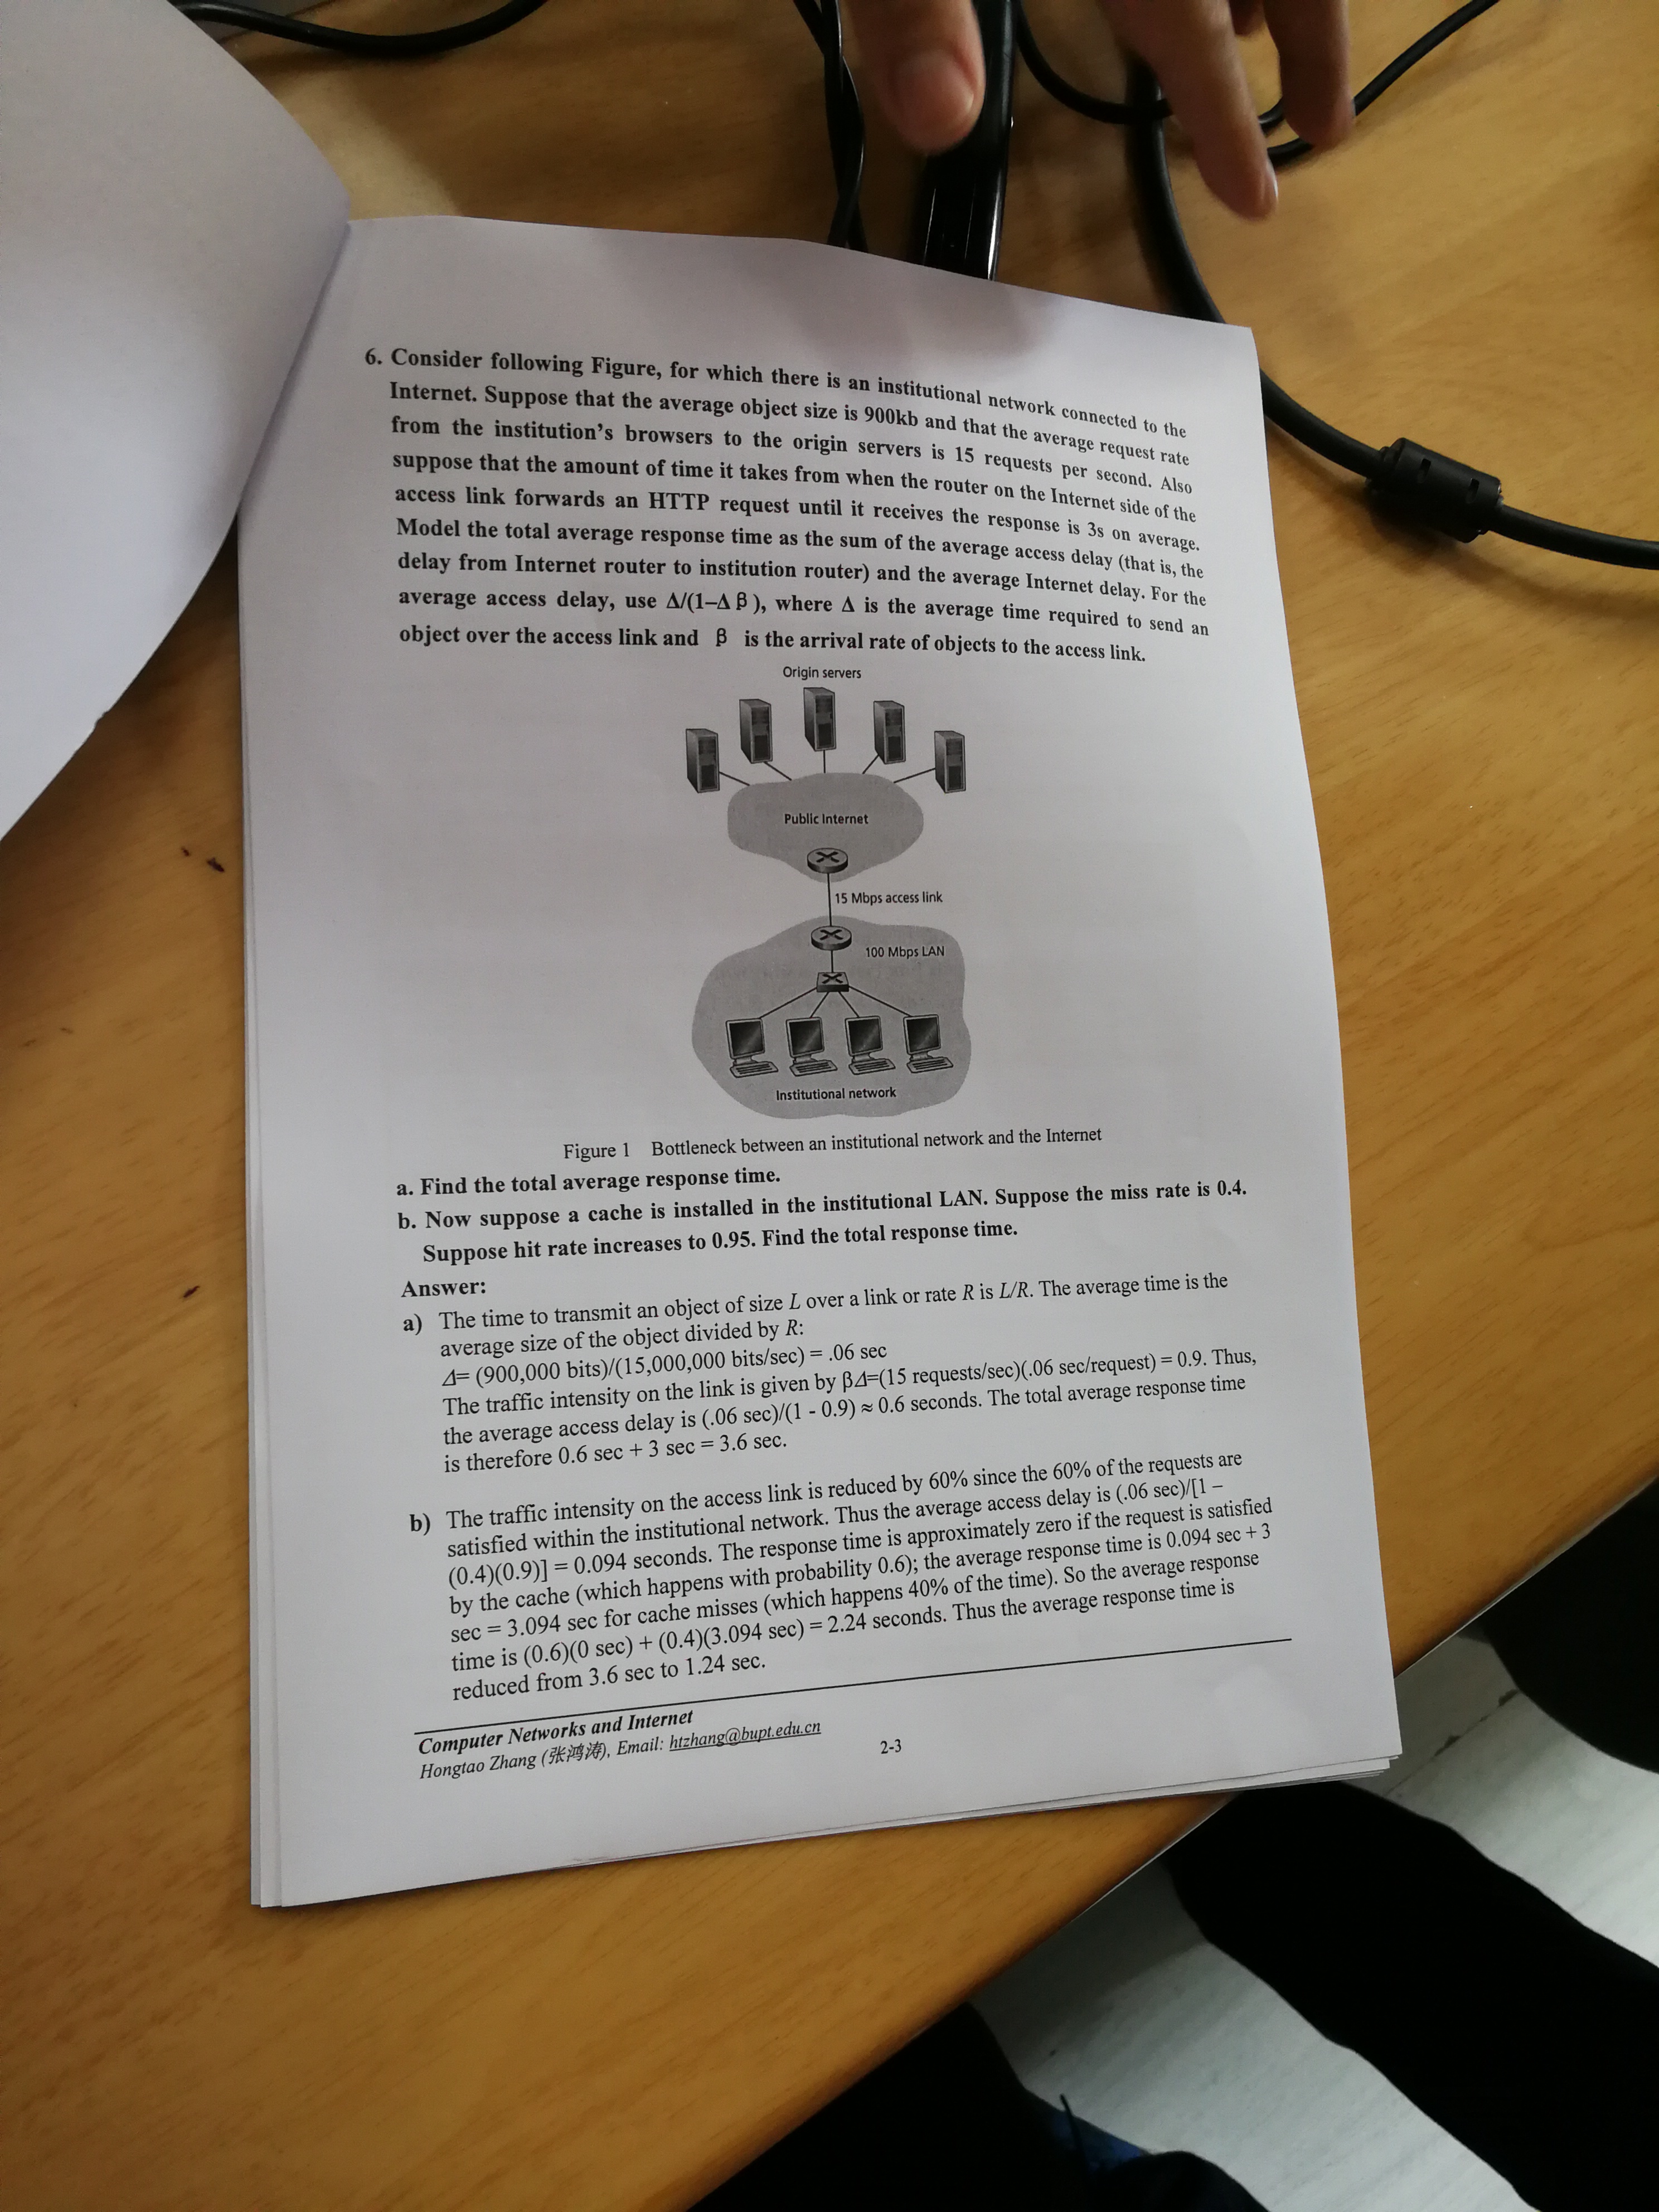 6. Consider following Figure, for which there is an institutional network connected to the
Internet. Suppose that the average object size is 900kb and that the average request rate
from the institution's browsers to the origin servers is 15 requests per second. Also
suppose that the amount of time it takes from when the router on the Internet side of the
access link forwards an HTTP request until it receives the response is 3s on average.
Model the total average response time as the sum of the average access delay (that is, the
delay from Internet router to institution router) and the average Internet delay. For the
average access delay, use Δ/(1–Δ β), where Δ is the average time required to send an
object over the access link and β is the arrival rate of objects to the access link.
Origin servers
Public Internet
15 Mbps access link
100 Mbps LAN
Institutional network
Figure 1 Bottleneck between an institutional network and the Internet
a. Find the total average response time.
b. Now suppose a cache is installed in the institutional LAN. Suppose the miss rate is 0.4.
Suppose hit rate increases to 0.95. Find the total response time.
Answer:
a) The time to transmit an object of size L over a link or rate R is L/R. The average time is the
average size of the object divided by R:
Δ= (900,000 bits)/(15,000,000 bits/sec) = .06 sec
The traffic intensity on the link is given by βΔ=(15 requests/sec)(.06 sec/request) = 0.9. Thus,
the average access delay is (.06 sec)/(1 - 0.9) ≈ 0.6 seconds. The total average response time
is therefore 0.6 sec + 3 sec = 3.6 sec.
b) The traffic intensity on the access link is reduced by 60% since the 60% of the requests are
satisfied within the institutional network. Thus the average access delay is (.06 sec)/[1 –
(0.4)(0.9)] = 0.094 seconds. The response time is approximately zero if the request is satisfied
by the cache (which happens with probability 0.6); the average response time is 0.094 sec + 3
sec = 3.094 sec for cache misses (which happens 40% of the time). So the average response
time is (0.6)(0 sec) + (0.4)(3.094 sec) = 2.24 seconds. Thus the average response time is
reduced from 3.6 sec to 1.24 sec.
Computer Networks and Internet
Hongtao Zhang (张鸿涛), Email: htzhang@bupt.edu.cn
2-3